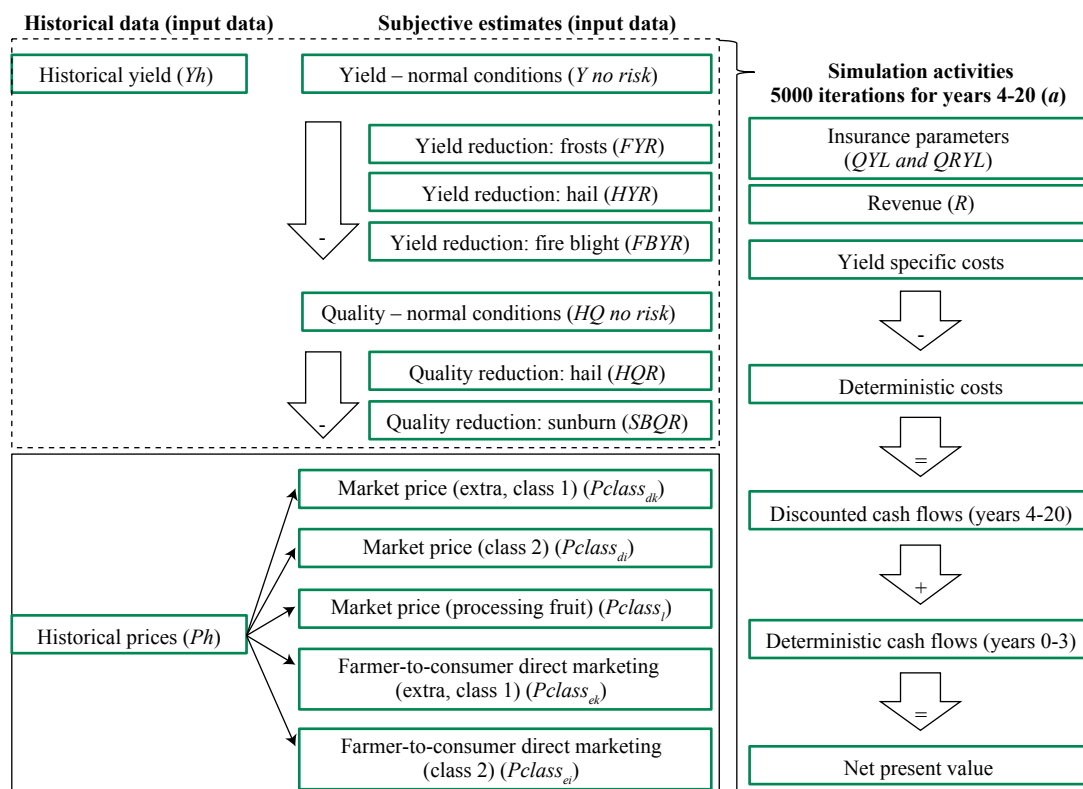 Historical data (input data)
Subjective estimates (input data)
Historical yield (Yh)
Yield – normal conditions (Y no risk)
Yield reduction: frosts (FYR)
Yield reduction: hail (HYR)
-
Yield reduction: fire blight (FBYR)
Quality – normal conditions (HQ no risk)
Quality reduction: hail (HQR)
-
Quality reduction: sunburn (SBQR)
Historical prices (Ph)
Market price (extra, class 1) (Pclass_dk)
Market price (class 2) (Pclass_di)
Market price (processing fruit) (Pclass_l)
Farmer-to-consumer direct marketing
(extra, class 1) (Pclass_ek)
Farmer-to-consumer direct marketing
(class 2) (Pclass_ei)
Simulation activities
5000 iterations for years 4-20 (a)
Insurance parameters
(QYL and QRYL)
Revenue (R)
Yield specific costs
-
Deterministic costs
=
Discounted cash flows (years 4-20)
+
Deterministic cash flows (years 0-3)
=
Net present value